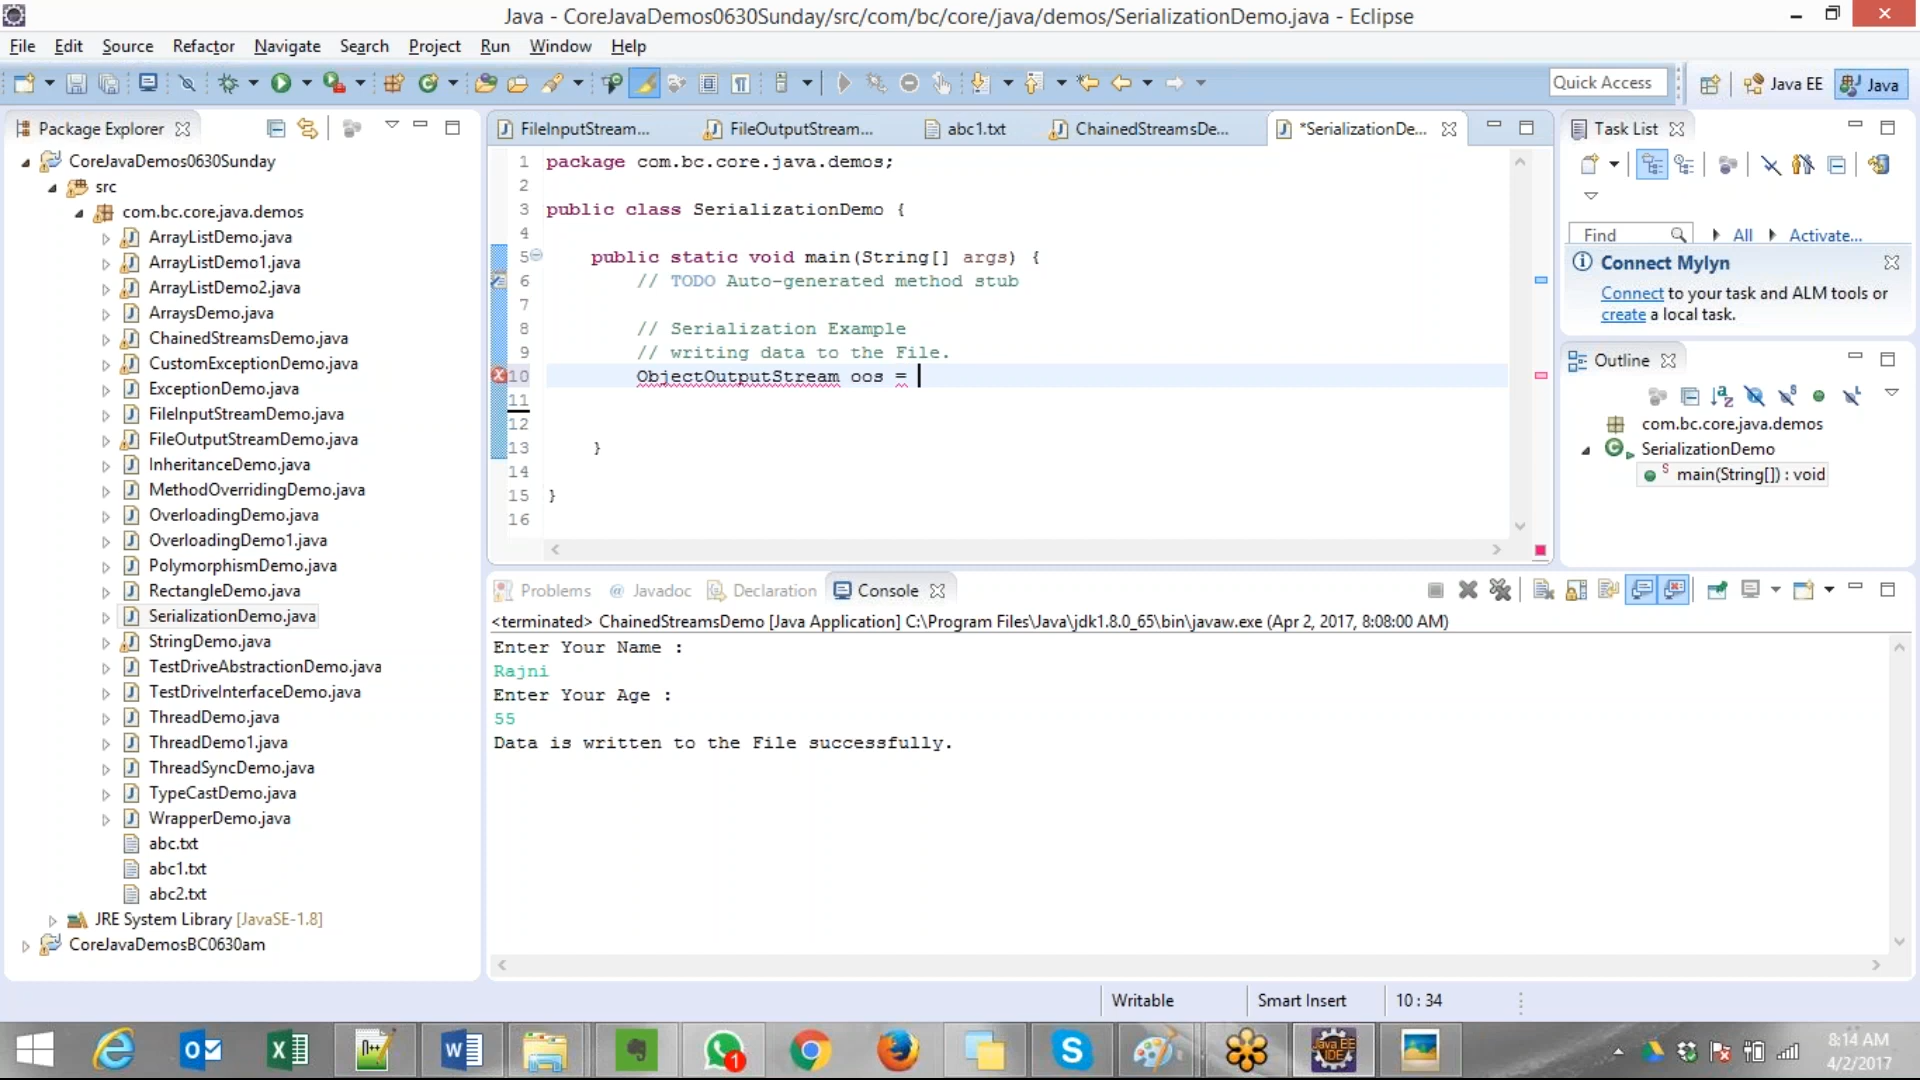 Java - CoreJavaDemos0630Sunday/src/com/bc/core/java/demos/SerializationDemo.java - Eclipse
File Edit Source Refactor Navigate Search Project Run Window Help
Quick Access Java EE Java
Package Explorer
CoreJavaDemos0630Sunday
src
com.bc.core.java.demos
ArrayListDemo.java
ArrayListDemo1.java
ArrayListDemo2.java
ArraysDemo.java
ChainedStreamsDemo.java
CustomExceptionDemo.java
ExceptionDemo.java
FileInputStreamDemo.java
FileOutputStreamDemo.java
InheritanceDemo.java
MethodOverridingDemo.java
OverloadingDemo.java
OverloadingDemo1.java
PolymorphismDemo.java
RectangleDemo.java
SerializationDemo.java
StringDemo.java
TestDriveAbstractionDemo.java
TestDriveInterfaceDemo.java
ThreadDemo.java
ThreadDemo1.java
ThreadSyncDemo.java
TypeCastDemo.java
WrapperDemo.java
abc.txt
abc1.txt
abc2.txt
JRE System Library [JavaSE-1.8]
CoreJavaDemosBC0630am
FileInputStream... FileOutputStream... abc1.txt ChainedStreamsDe... *SerializationDe...
1 package com.bc.core.java.demos;
2
3 public class SerializationDemo {
4
5 public static void main(String[] args) {
6 // TODO Auto-generated method stub
7
8 // Serialization Example
9 // writing data to the File.
10 ObjectOutputStream oos =
11
12
13 }
14
15 }
16
Problems Javadoc Declaration Console
<terminated> ChainedStreamsDemo [Java Application] C:\Program Files\Java\jdk1.8.0_65\bin\javaw.exe (Apr 2, 2017, 8:08:00 AM)
Enter Your Name :
Rajni
Enter Your Age :
55
Data is written to the File successfully.
Task List
Find All Activate...
Connect Mylyn
Connect to your task and ALM tools or
create a local task.
Outline
com.bc.core.java.demos
SerializationDemo
main(String[]) : void
Writable Smart Insert 10 : 34
Java EE
IDE
1
8:14 AM
4/2/2017